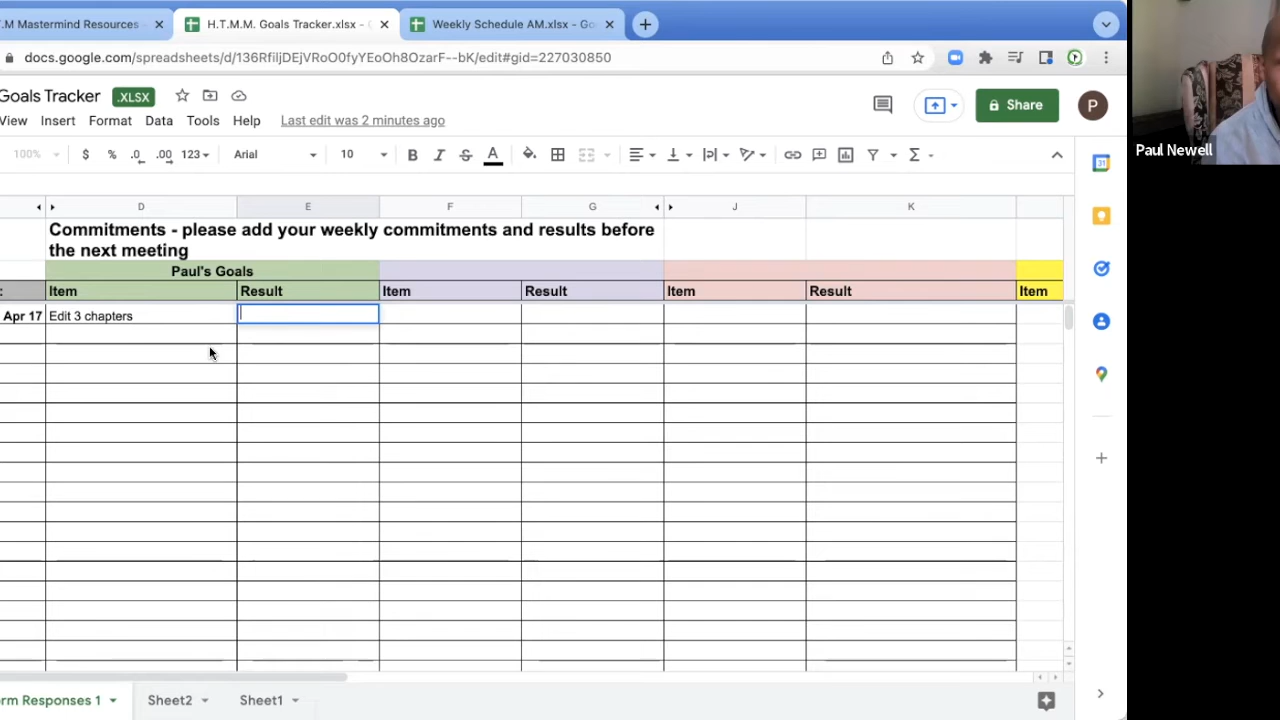 T.M Mastermind Resources -
H.T.M.M. Goals Tracker.xlsx - G
Weekly Schedule AM.xlsx - Go
docs.google.com/spreadsheets/d/136RfiljDEjVRoO0fyYEoOh8OzarF--bK/edit#gid=227030850
Goals Tracker .XLSX
Share
P
View Insert Format Data Tools Help Last edit was 2 minutes ago
100% $ % .0 .00 123 Arial 10 B I S A Σ
31
Paul Newell
D E F G J K
Commitments - please add your weekly commitments and results before
the next meeting
Paul's Goals
: Item Result Item Result Item Result Item
Apr 17 Edit 3 chapters
rm Responses 1 Sheet2 Sheet1